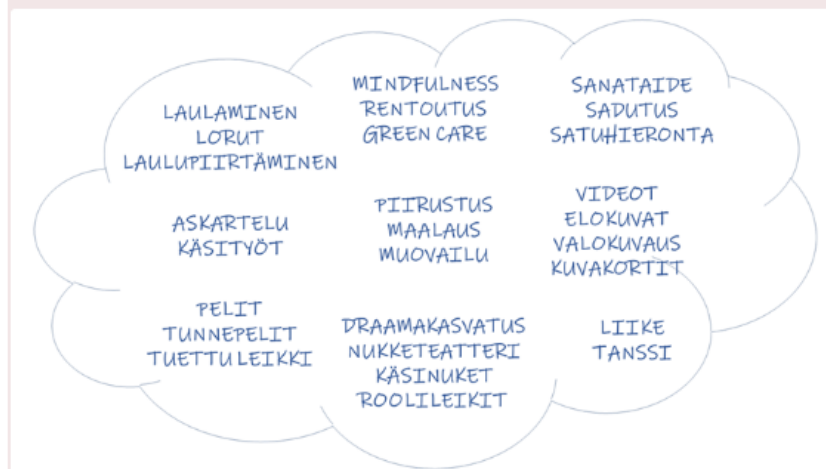 LAULAMINEN
LORUT
LAULUPIIRTÄMINEN
MINDFULNESS
RENTOUTUS
GREEN CARE
SANATAIDE
SADUTUS
SATUHIERONTA
ASKARTELU
KÄSITYÖT
PIIRUSTUS
MAALAUS
MUOVAILU
VIDEOT
ELOKUVAT
VALOKUVAUS
KUVAKORTIT
PELIT
TUNNEPELIT
TUETTU LEIKKI
DRAAMAKASVATUS
NUKKETEATTERI
KÄSINUKET
ROOLILEIKIT
LIIKE
TANSSI